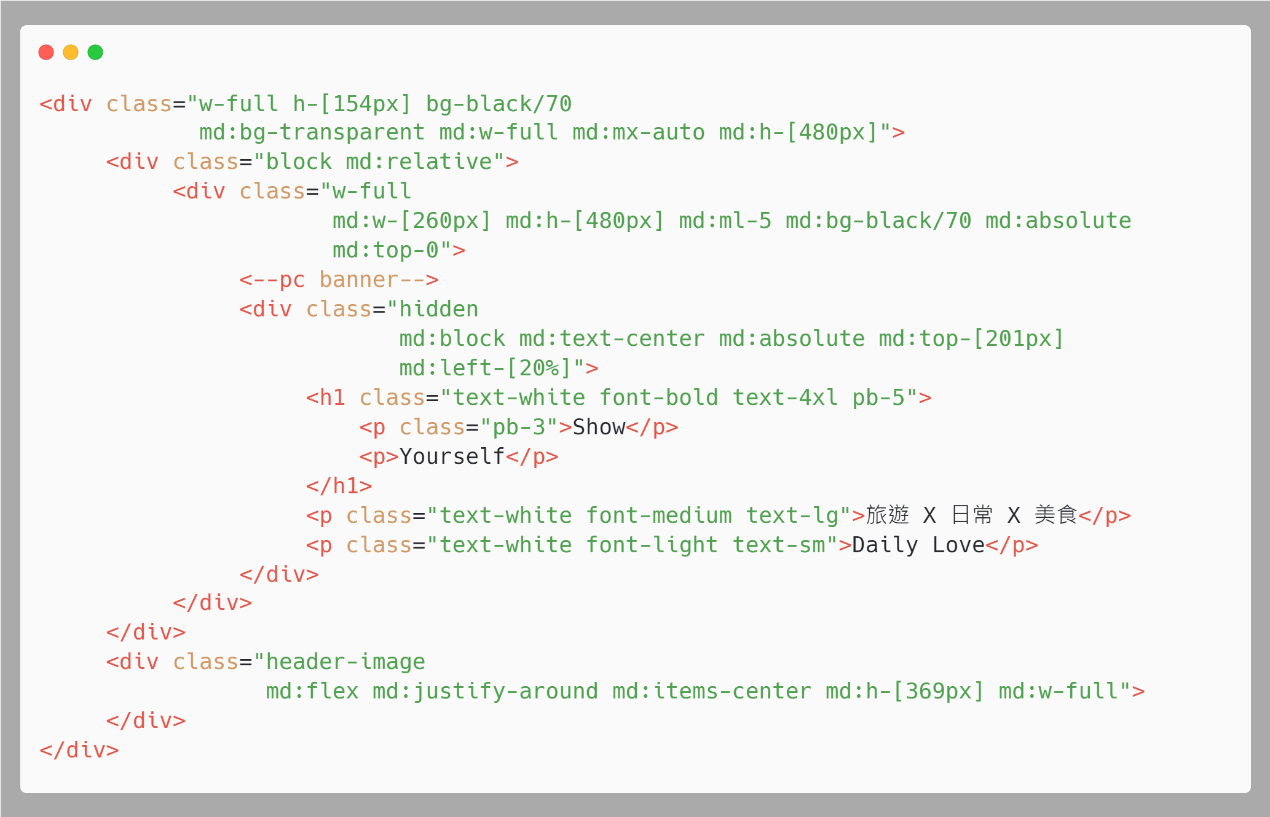 <div class="w-full h-[154px] bg-black/70
            md:bg-transparent md:w-full md:mx-auto md:h-[480px]">
     <div class="block md:relative">
          <div class="w-full
                      md:w-[260px] md:h-[480px] md:ml-5 md:bg-black/70 md:absolute
                      md:top-0">
               <--pc banner-->
               <div class="hidden
                           md:block md:text-center md:absolute md:top-[201px]
                           md:left-[20%]">
                    <h1 class="text-white font-bold text-4xl pb-5">
                        <p class="pb-3">Show</p>
                        <p>Yourself</p>
                    </h1>
                    <p class="text-white font-medium text-lg">旅遊 X 日常 X 美食</p>
                    <p class="text-white font-light text-sm">Daily Love</p>
               </div>
          </div>
     </div>
     <div class="header-image
                 md:flex md:justify-around md:items-center md:h-[369px] md:w-full">
     </div>
</div>